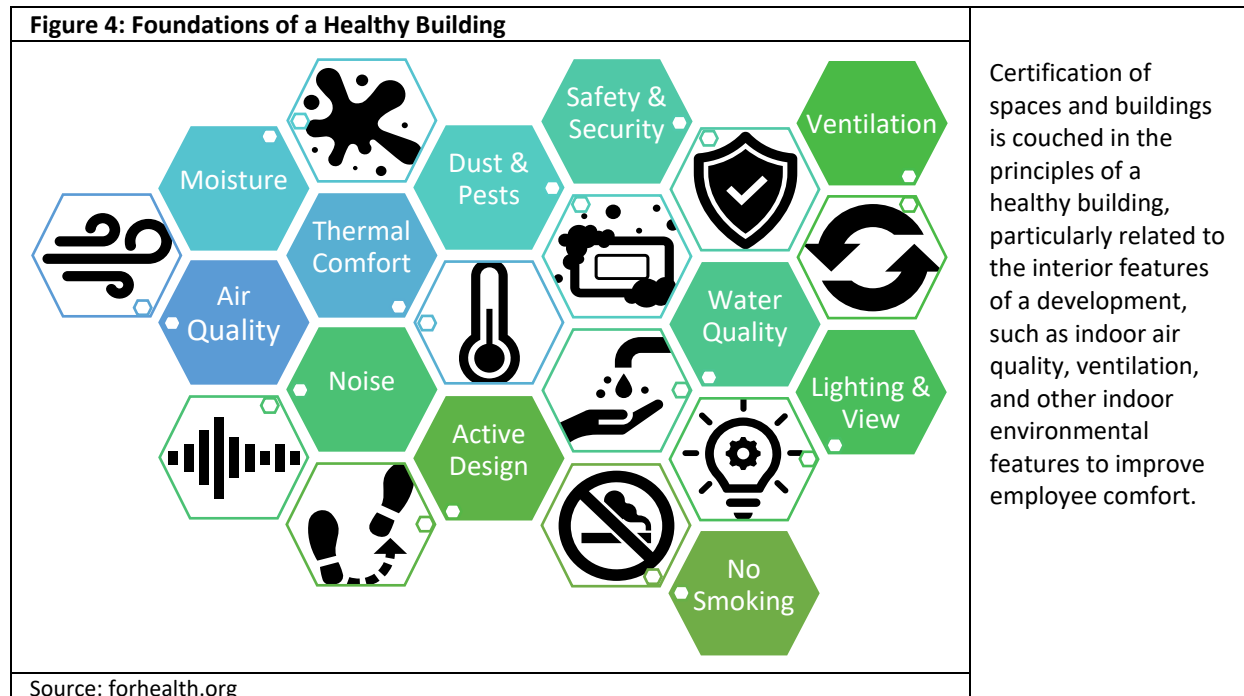 Figure 4: Foundations of a Healthy Building
Safety &
Security
Ventilation
Moisture
Dust &
Pests
Thermal
Comfort
Air
Quality
Water
Quality
Noise
Lighting &
View
Active
Design
No
Smoking
Source: forhealth.org
Certification of
spaces and buildings
is couched in the
principles of a
healthy building,
particularly related to
the interior features
of a development,
such as indoor air
quality, ventilation,
and other indoor
environmental
features to improve
employee comfort.